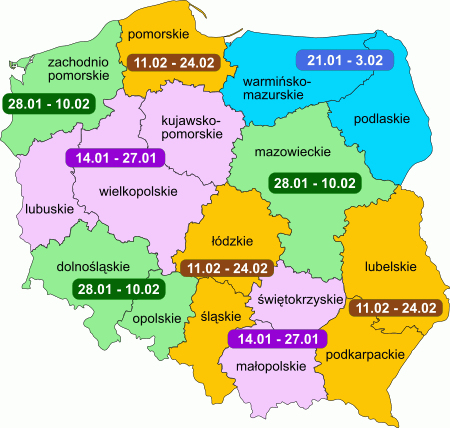 pomorskie
11.02 - 24.02
zachodnio
pomorskie
28.01 - 10.02
21.01 - 3.02
warmińsko-
mazurskie
podlaskie
kujawsko-
pomorskie
mazowieckie
14.01 - 27.01
wielkopolskie
lubuskie
28.01 - 10.02
łódzkie
11.02 - 24.02
dolnośląskie
28.01 - 10.02
opolskie
śląskie
lubelskie
świętokrzyskie
11.02 - 24.02
14.01 - 27.01
małopolskie
podkarpackie